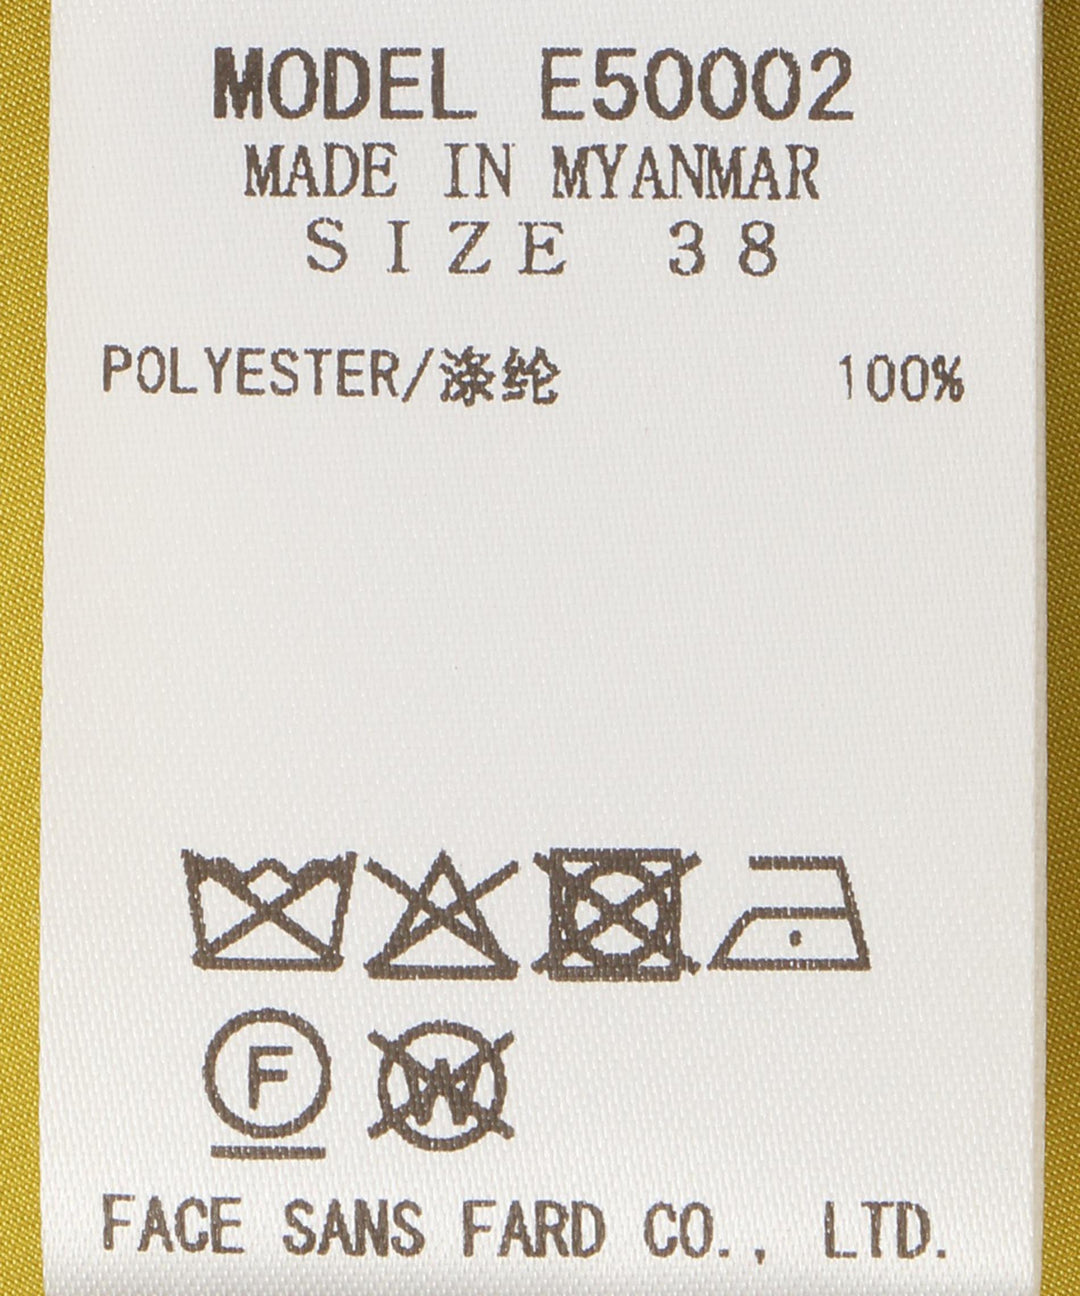 MODEL E50002
MADE IN MYANMAR
SIZE 38
POLYESTER/涤纶 100%
F W
FACE SANS FARD CO., LTD.